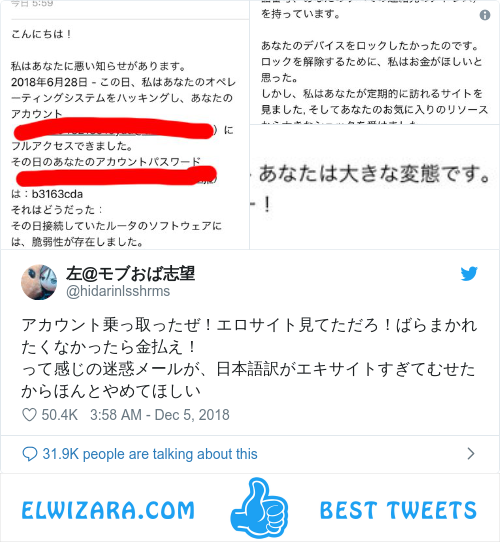 今日 5:59
こんにちは！
私はあなたに悪い知らせがあります。
2018年6月28日 - この日、私はあなたのオペレ
ーティングシステムをハッキングし、あなたの
アカウント
）に
フルアクセスできました。
その日のあなたのアカウントパスワード
は：b3163cda
それはどうだった：
その日接続していたルータのソフトウェアに
は、脆弱性が存在しました。
を持っています。
あなたのデバイスをロックしたかったのです。
ロックを解除するために、私はお金がほしいと
思った。
しかし、私はあなたが定期的に訪れるサイトを
見ました, そしてあなたのお気に入りのリソース
- あなたは大きな変態です。
- ！
左@モブおば志望
@hidarinlsshrms
アカウント乗っ取ったぜ！エロサイト見てただろ！ばらまかれ
たくなかったら金払え！
って感じの迷惑メールが、日本語訳がエキサイトすぎてむせた
からほんとやめてほしい
50.4K 3:58 AM - Dec 5, 2018
31.9K people are talking about this
ELWIZARA.COM BEST TWEETS